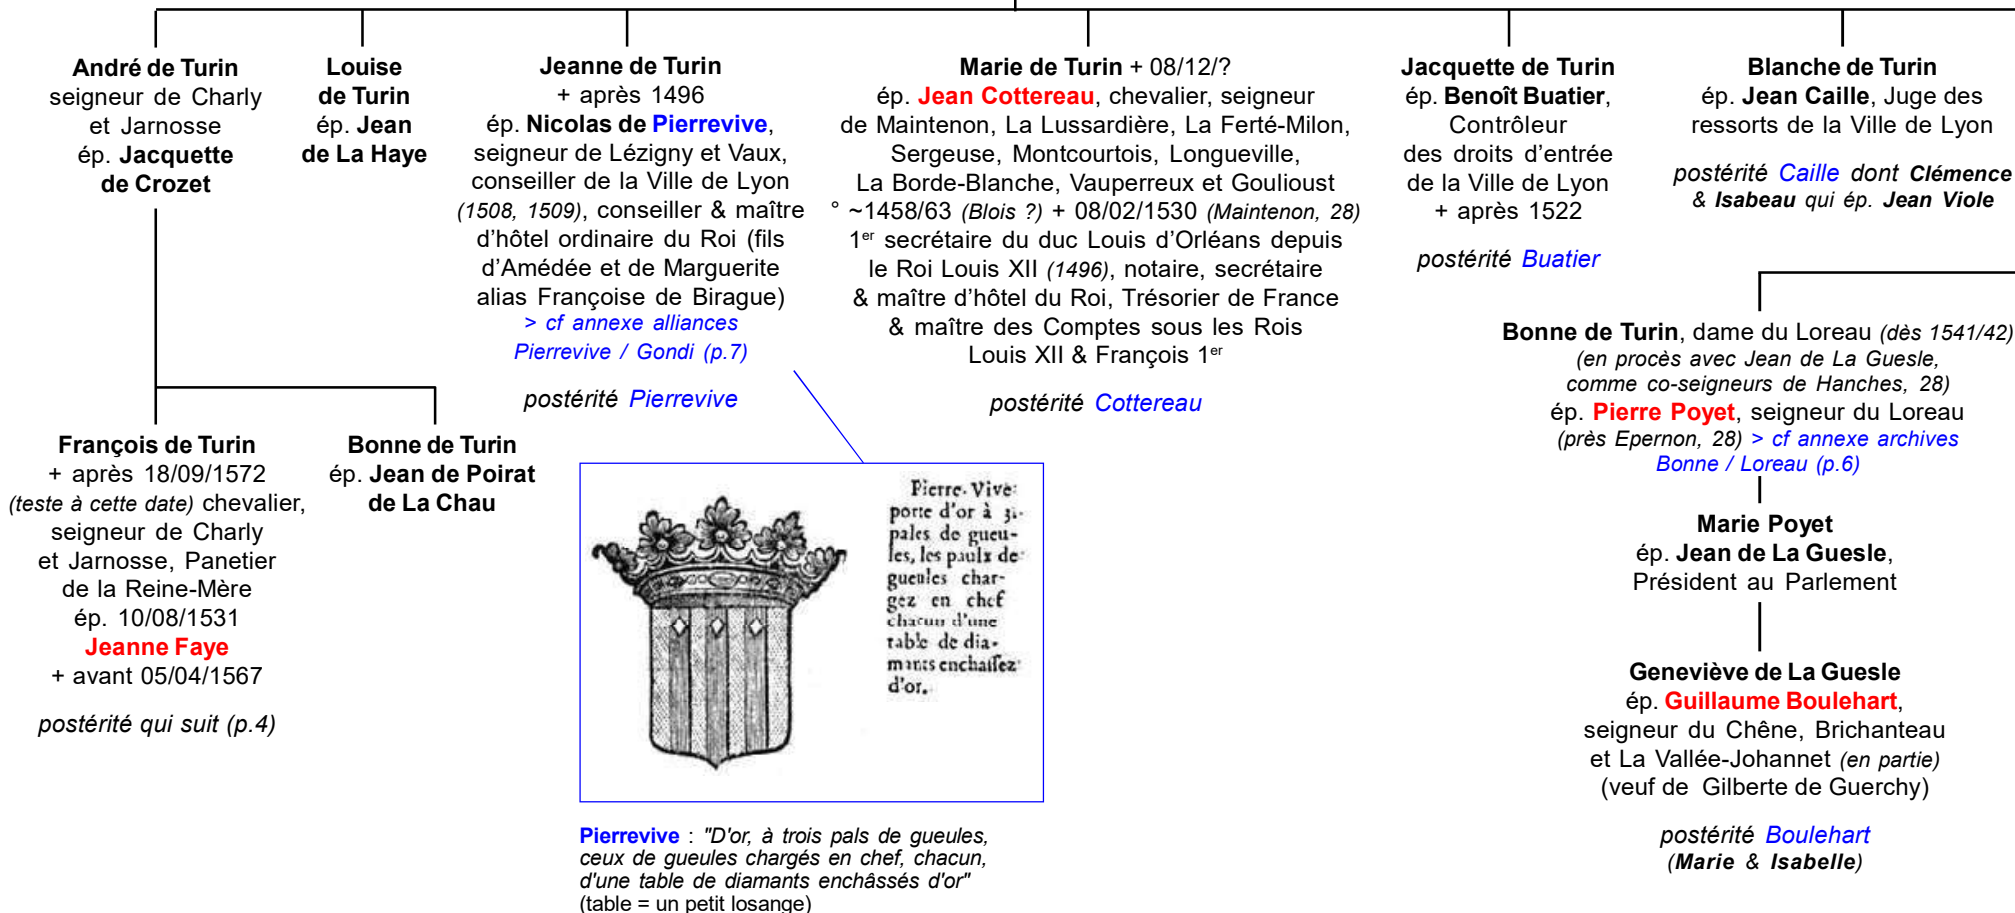 André de Turin
seigneur de Charly
et Jarnosse
ép. Jacquette
de Crozet
Louise
de Turin
ép. Jean
de La Haye
Jeanne de Turin
+ après 1496
ép. Nicolas de Pierrevive,
seigneur de Lézigny et Vaux,
conseiller de la Ville de Lyon
(1508, 1509), conseiller & maître
d’hôtel ordinaire du Roi (fils
d’Amédée et de Marguerite
alias Françoise de Birague)
> cf annexe alliances
Pierrevive / Gondi (p.7)
postérité Pierrevive
Marie de Turin + 08/12/?
ép. Jean Cottereau, chevalier, seigneur
de Maintenon, La Lussardière, La Ferté-Milon,
Sergeuse, Montcourtois, Longueville,
La Borde-Blanche, Vauperreux et Goulioust
° ~1458/63 (Blois ?) + 08/02/1530 (Maintenon, 28)
1er secrétaire du duc Louis d’Orléans depuis
le Roi Louis XII (1496), notaire, secrétaire
& maître d’hôtel du Roi, Trésorier de France
& maître des Comptes sous les Rois
Louis XII & François 1er
postérité Cottereau
Jacquette de Turin
ép. Benoît Buatier,
Contrôleur
des droits d’entrée
de la Ville de Lyon
+ après 1522
postérité Buatier
Blanche de Turin
ép. Jean Caille, Juge des
ressorts de la Ville de Lyon
postérité Caille dont Clémence
& Isabeau qui ép. Jean Viole
Bonne de Turin, dame du Loreau (dès 1541/42)
(en procès avec Jean de La Guesle,
comme co-seigneurs de Hanches, 28)
ép. Pierre Poyet, seigneur du Loreau
(près Epernon, 28) > cf annexe archives
Bonne / Loreau (p.6)
Marie Poyet
ép. Jean de La Guesle,
Président au Parlement
Geneviève de La Guesle
ép. Guillaume Boulehart,
seigneur du Chêne, Brichanteau
et La Vallée-Johannet (en partie)
(veuf de Gilberte de Guerchy)
postérité Boulehart
(Marie & Isabelle)
François de Turin
+ après 18/09/1572
(teste à cette date) chevalier,
seigneur de Charly
et Jarnosse, Panetier
de la Reine-Mère
ép. 10/08/1531
Jeanne Faye
+ avant 05/04/1567
postérité qui suit (p.4)
Bonne de Turin
ép. Jean de Poirat
de La Chau
Pierre-Vive
porte d'or à 3.
pales de gueu-
les, les paulx de
gueules char-
gez en chef
chacun d'une
table de dia-
mants enchassez
d'or.
Pierrevive : "D'or, à trois pals de gueules,
ceux de gueules chargés en chef, chacun,
d'une table de diamants enchâssés d'or"
(table = un petit losange)